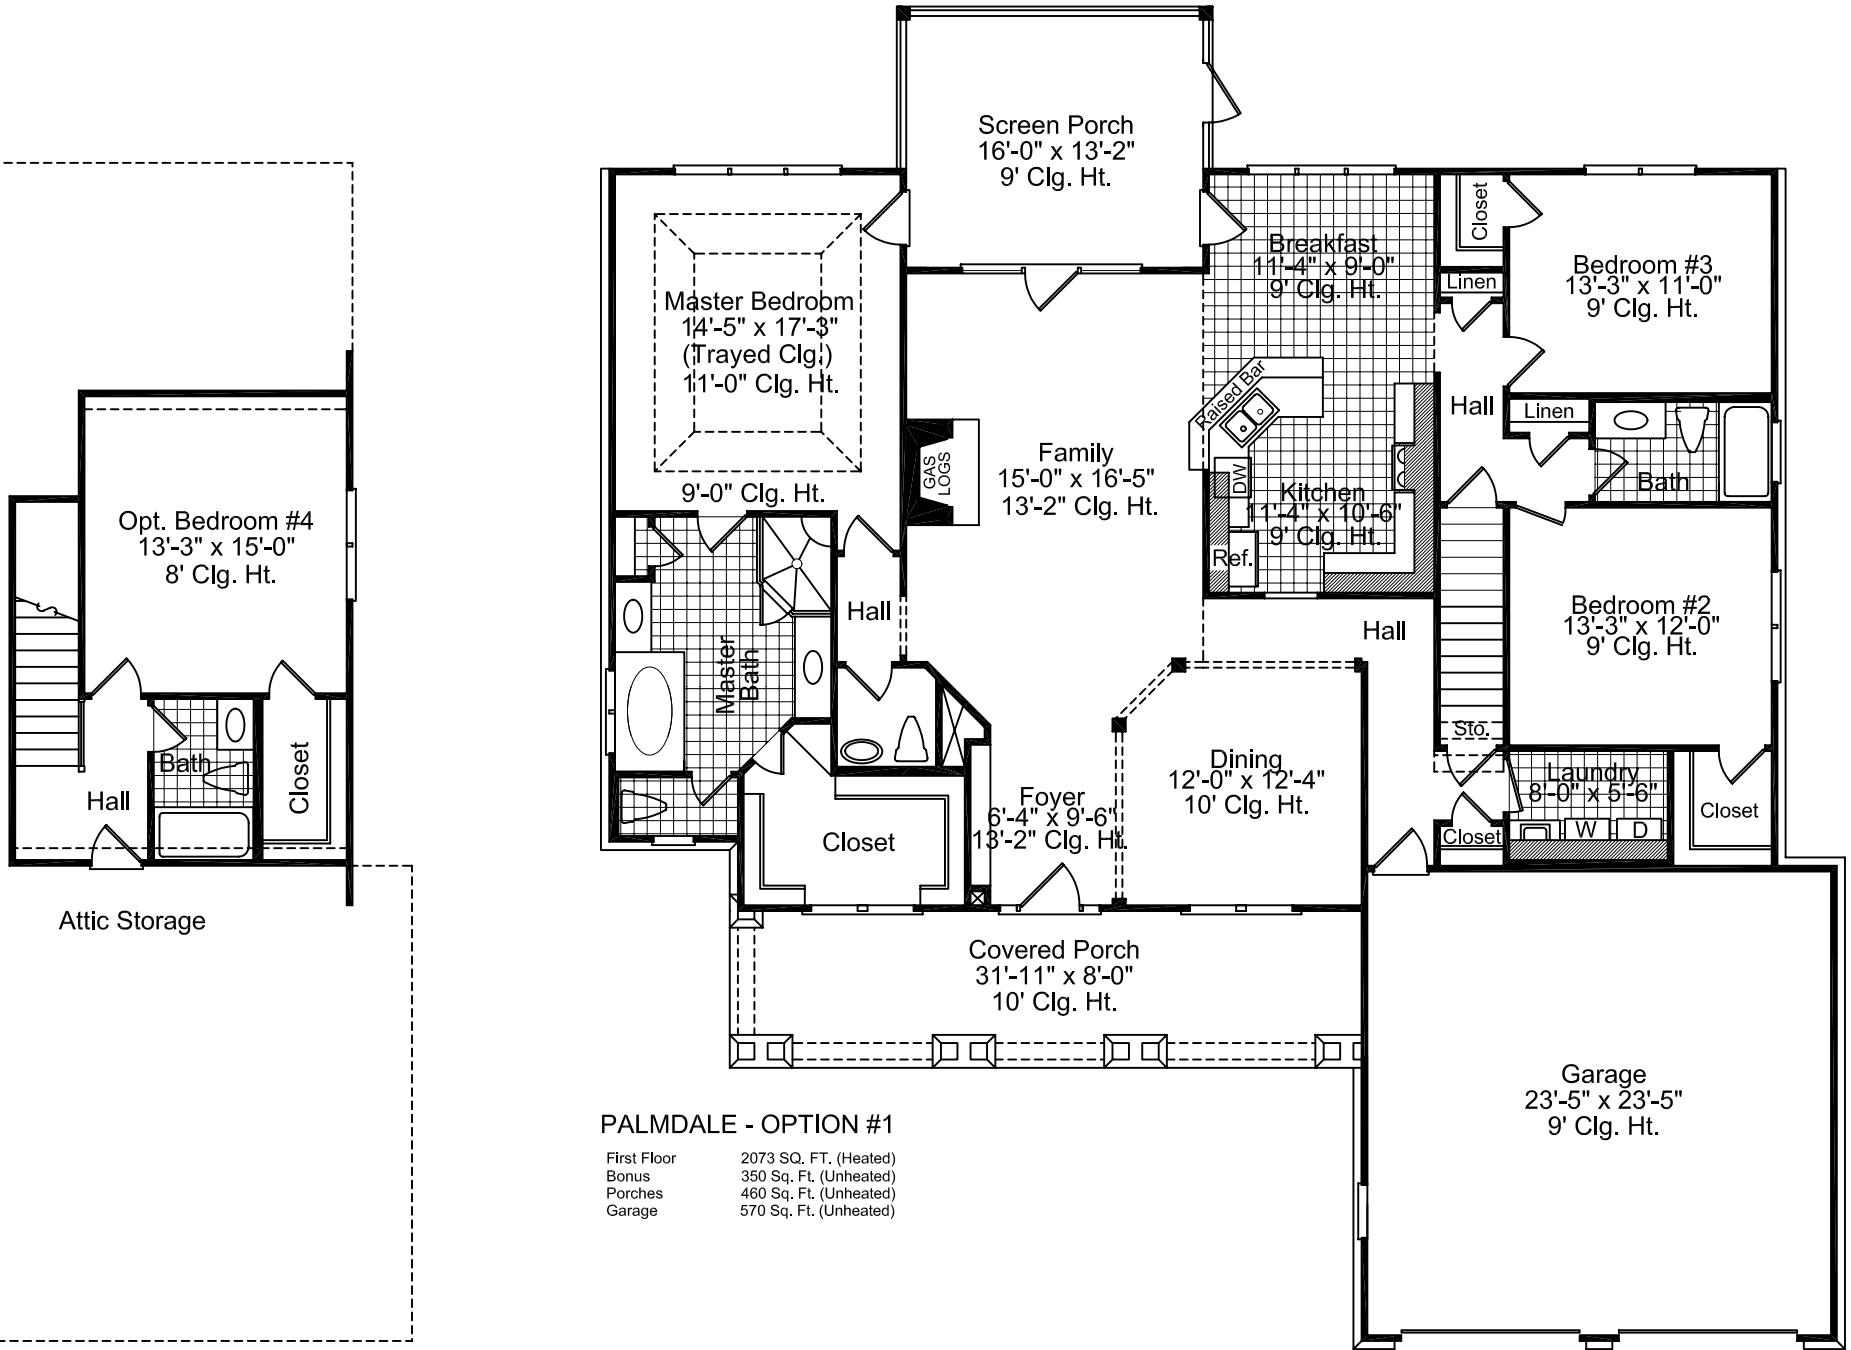 Opt. Bedroom #4
13'-3" x 15'-0"
8' Clg. Ht.
Bath
Closet
Hall
Attic Storage
Screen Porch
16'-0" x 13'-2"
9' Clg. Ht.
Master Bedroom
14'-5" x 17'-3"
(Trayed Clg.)
11'-0" Clg. Ht.
9'-0" Clg. Ht.
Breakfast
11'-4" x 9'-0"
9' Clg. Ht.
Closet
Linen
Bedroom #3
13'-3" x 11'-0"
9' Clg. Ht.
Raised Bar
Hall
Linen
Bath
GAS
LOGS
Family
15'-0" x 16'-5"
13'-2" Clg. Ht.
DW
Kitchen
11'-4" x 10'-6"
9' Clg. Ht.
Ref.
Hall
Master
Bath
Hall
Bedroom #2
13'-3" x 12'-0"
9' Clg. Ht.
Sto.
Dining
12'-0" x 12'-4"
10' Clg. Ht.
Foyer
6'-4" x 9'-6"
13'-2" Clg. Ht.
Closet
Laundry
8'-0" x 5'-6"
W
D
Closet
Closet
Covered Porch
31'-11" x 8'-0"
10' Clg. Ht.
Garage
23'-5" x 23'-5"
9' Clg. Ht.
PALMDALE - OPTION #1
First Floor 2073 SQ. FT. (Heated)
Bonus 350 Sq. Ft. (Unheated)
Porches 460 Sq. Ft. (Unheated)
Garage 570 Sq. Ft. (Unheated)